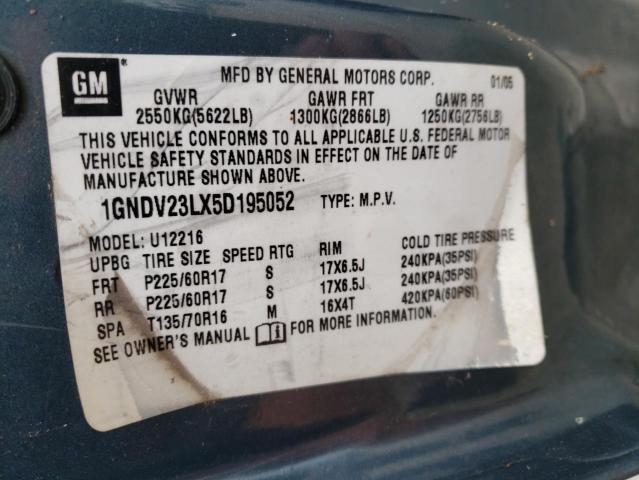 GM
MFD BY GENERAL MOTORS CORP. 01/05
GVWR GAWR FRT GAWR RR
2550KG(5622LB) 1300KG(2866LB) 1250KG(2756LB)
THIS VEHICLE CONFORMS TO ALL APPLICABLE U.S. FEDERAL MOTOR
VEHICLE SAFETY STANDARDS IN EFFECT ON THE DATE OF
MANUFACTURE SHOWN ABOVE.
1GNDV23LX5D195052 TYPE: M.P.V.
MODEL: U12216
UPBG TIRE SIZE SPEED RTG RIM COLD TIRE PRESSURE
FRT P225/60R17 S 17X6.5J 240KPA(35PSI)
RR P225/60R17 S 17X6.5J 240KPA(35PSI)
SPA T135/70R16 M 16X4T 420KPA(60PSI)
SEE OWNER'S MANUAL i FOR MORE INFORMATION.